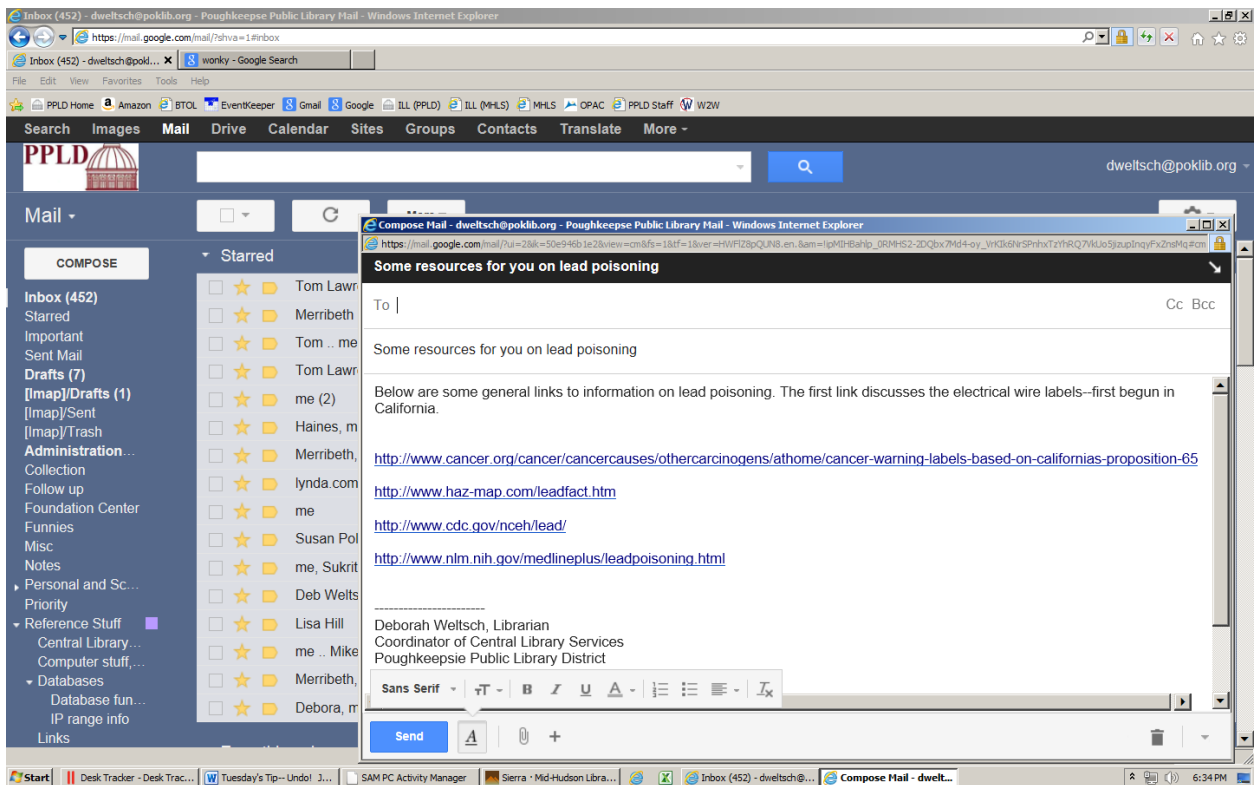 Inbox (452) - dweltsch@poklib.org - Poughkeepse Public Library Mail - Windows Internet Explorer
https://mail.google.com/mail/?shva=1#inbox
Inbox (452) - dweltsch@pokl... wonky - Google Search
File Edit View Favorites Tools Help
PPLD Home Amazon BTOL EventKeeper Gmail Google ILL (PPLD) ILL (MHLS) MHLS OPAC PPLD Staff W2W
Search Images Mail Drive Calendar Sites Groups Contacts Translate More
PPLD
dweltsch@poklib.org
Mail
COMPOSE
Inbox (452)
Starred
Important
Sent Mail
Drafts (7)
[Imap]/Drafts (1)
[Imap]/Sent
[Imap]/Trash
Administration...
Collection
Follow up
Foundation Center
Funnies
Misc
Notes
Personal and Sc...
Priority
Reference Stuff
Central Library...
Computer stuff,...
Databases
Database fun...
IP range info
Links
Starred
Tom Lawr
Merribeth
Tom .. me
Tom Lawr
me (2)
Haines, m
Merribeth,
lynda.com
me
Susan Pol
me, Sukrit
Deb Welts
Lisa Hill
me .. Mike
Merribeth,
Debora, m
Compose Mail - dweltsch@poklib.org - Poughkeepse Public Library Mail - Windows Internet Explorer
Some resources for you on lead poisoning
To Cc Bcc
Some resources for you on lead poisoning
Below are some general links to information on lead poisoning. The first link discusses the electrical wire labels--first begun in
California.
http://www.cancer.org/cancer/cancercauses/othercarcinogens/athome/cancer-warning-labels-based-on-californias-proposition-65
http://www.haz-map.com/leadfact.htm
http://www.cdc.gov/nceh/lead/
http://www.nlm.nih.gov/medlineplus/leadpoisoning.html
-----------------------
Deborah Weltsch, Librarian
Coordinator of Central Library Services
Poughkeepsie Public Library District
Sans Serif
Send
Start Desk Tracker - Desk Trac... Tuesday's Tip-- Undo! J... SAM PC Activity Manager Sierra · Mid-Hudson Libra... Inbox (452) - dweltsch@... Compose Mail - dwelt... 6:34 PM